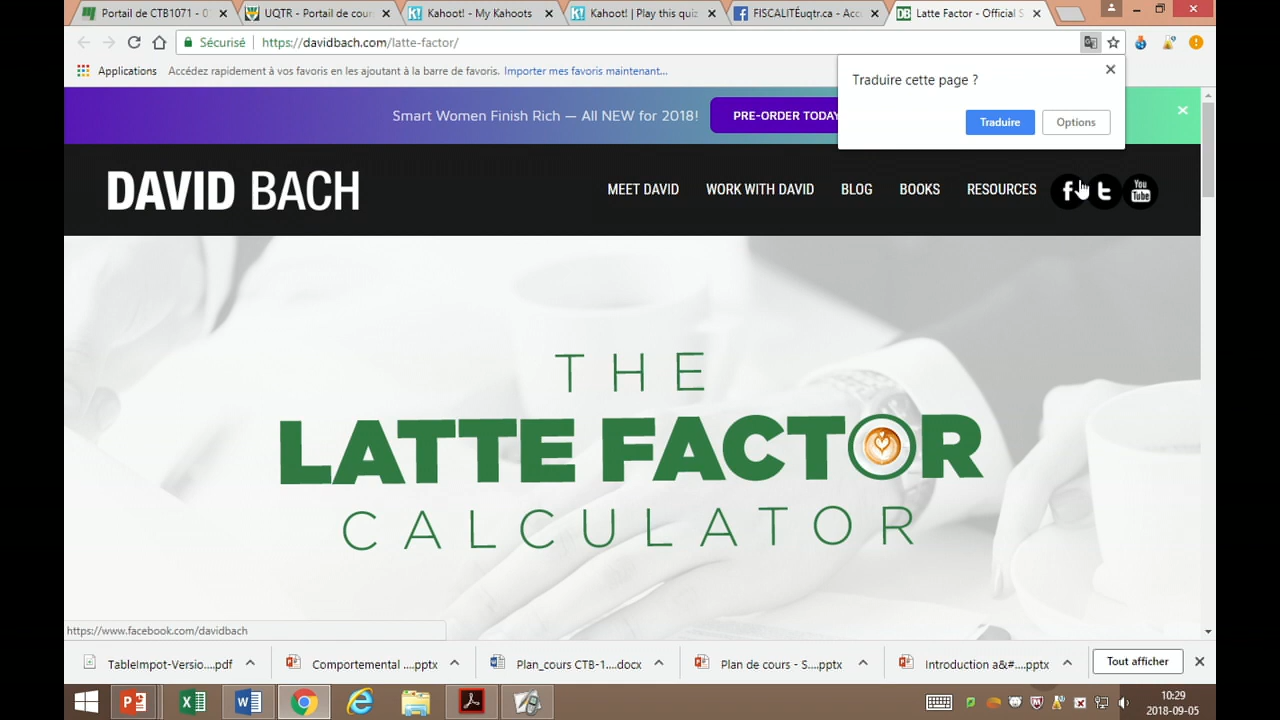 Portail de CTB1071 - 0
UQTR - Portail de cour
Kahoot! - My Kahoots
Kahoot! | Play this quiz
FISCALITÉuqtr.ca - Acc
Latte Factor - Official S
Sécurisé
https://davidbach.com/latte-factor/
Applications
Accédez rapidement à vos favoris en les ajoutant à la barre de favoris. Importer mes favoris maintenant...
Traduire cette page ?
Traduire
Options
Smart Women Finish Rich — All NEW for 2018!
PRE-ORDER TODAY
DAVID BACH
MEET DAVID
WORK WITH DAVID
BLOG
BOOKS
RESOURCES
You
Tube
THE
LATTE FACTOR
CALCULATOR
https://www.facebook.com/davidbach
TableImpot-Versio....pdf
Comportemental ....pptx
Plan_cours CTB-1....docx
Plan de cours - S....pptx
Introduction a&#....pptx
Tout afficher
10:29
2018-09-05